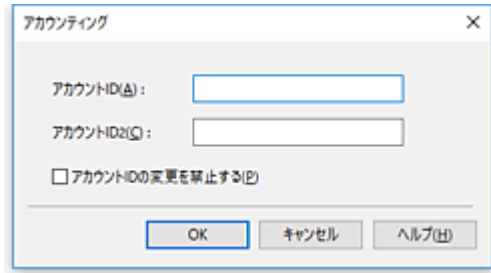 アカウンティング
アカウントID(A):
アカウントID2(C):
アカウントIDの変更を禁止する(P)
OK キャンセル ヘルプ(H)